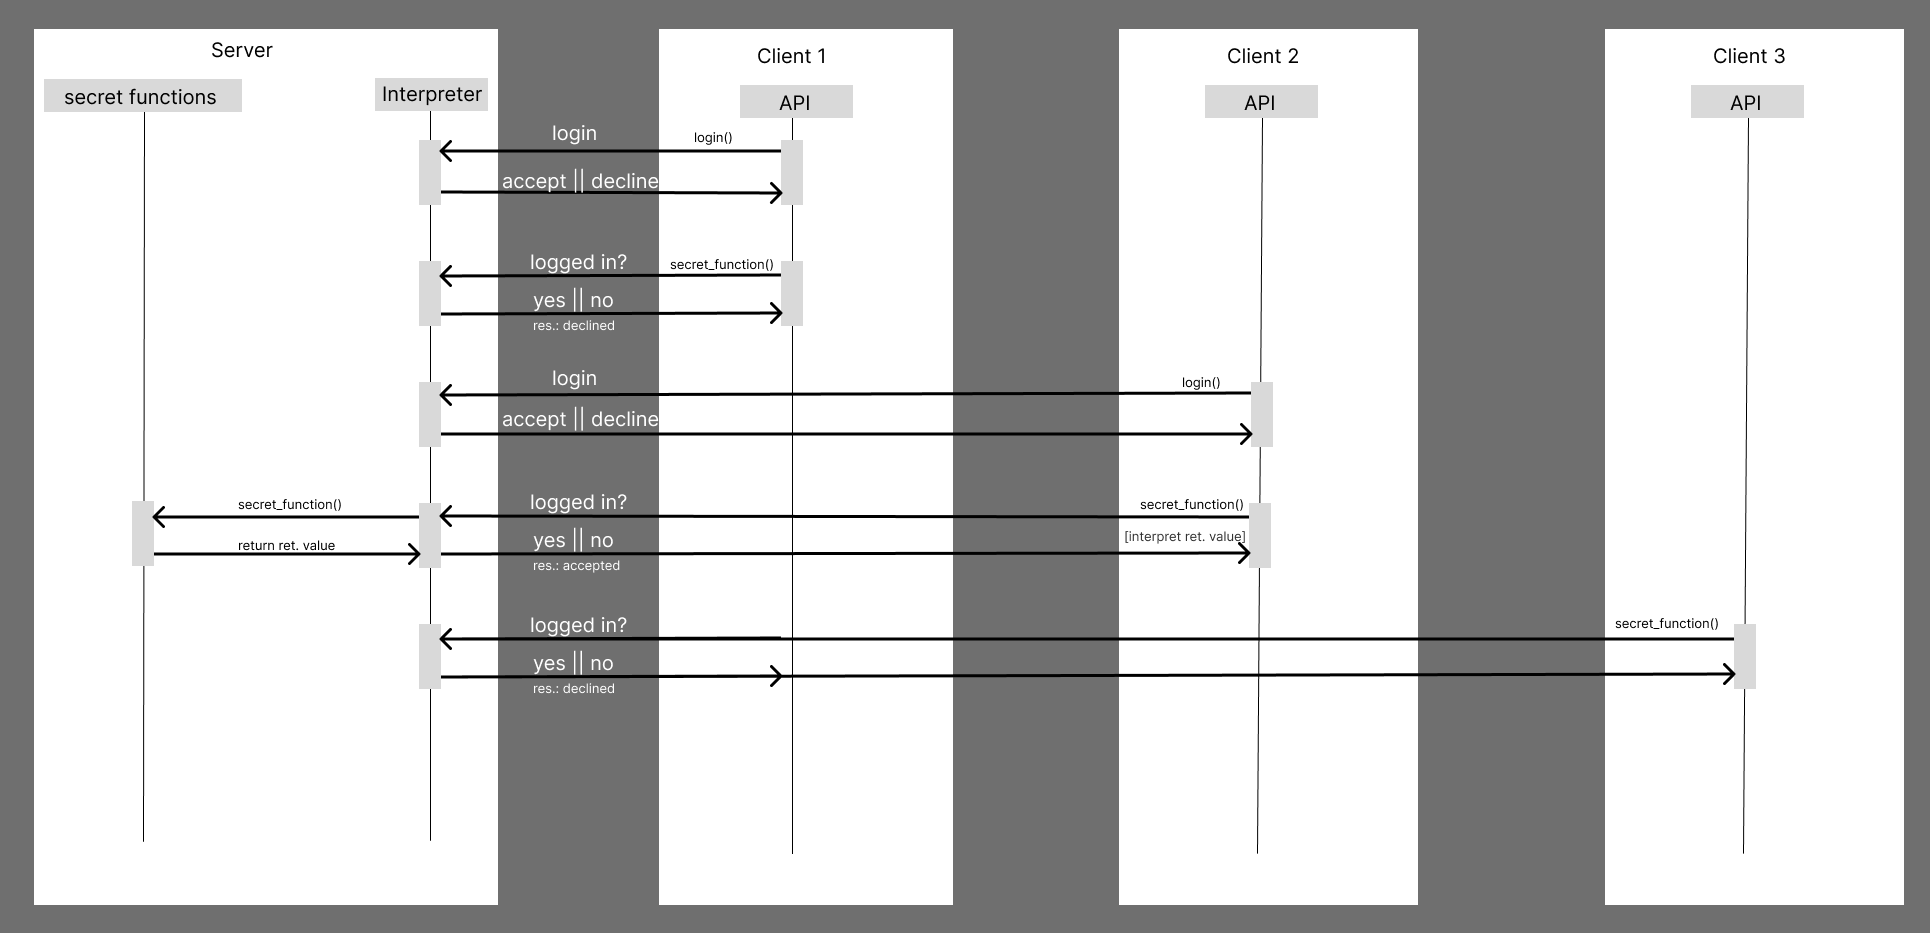 Server
Client 1
Client 2
Client 3
secret functions
Interpreter
API
API
API
login
login()
accept || decline
logged in?
secret_function()
yes || no
res.: declined
login
login()
accept || decline
secret_function()
logged in?
secret_function()
return ret. value
yes || no
[interpret ret. value]
res.: accepted
logged in?
secret_function()
yes || no
res.: declined